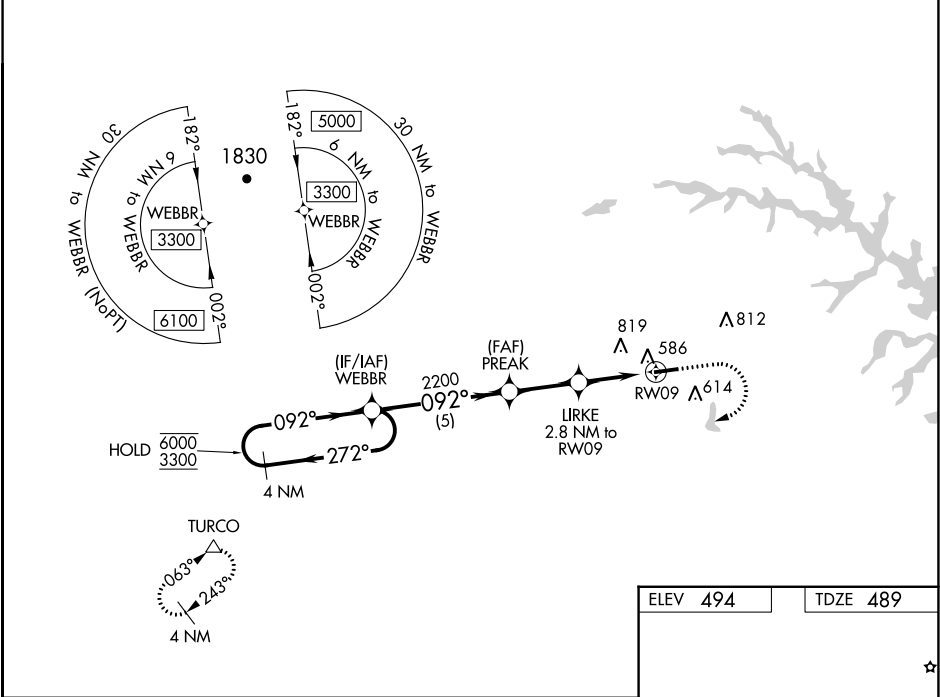 30 NM to WEBBR (NoPT)
6 NM to WEBBR
182°
WEBBR
3300
002°
6100
1830
182°
5000
30 NM to WEBBR
6 NM to WEBBR
3300
WEBBR
002°
819
812
586
614
RW09
(FAF)
PREAK
(IF/IAF)
WEBBR
2200
092°
(5)
LIRKE
2.8 NM to
RW09
092°
272°
HOLD 6000
3300
4 NM
TURCO
063°
243°
4 NM
ELEV 494
TDZE 489